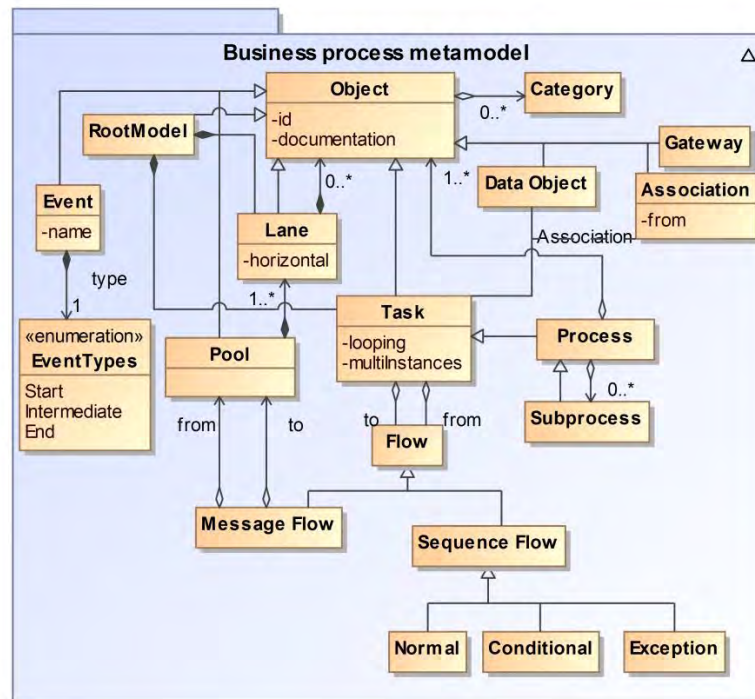 Business process metamodel
Object
-id
-documentation
Category
0..*
RootModel
Gateway
Data Object
Association
-from
Event
-name
0..*
1..*
Lane
-horizontal
Association
type
1
1..*
Task
-looping
-multiInstances
Process
«enumeration»
EventTypes
Start
Intermediate
End
Pool
0..*
Subprocess
from
to
to
from
Flow
Message Flow
Sequence Flow
Normal
Conditional
Exception